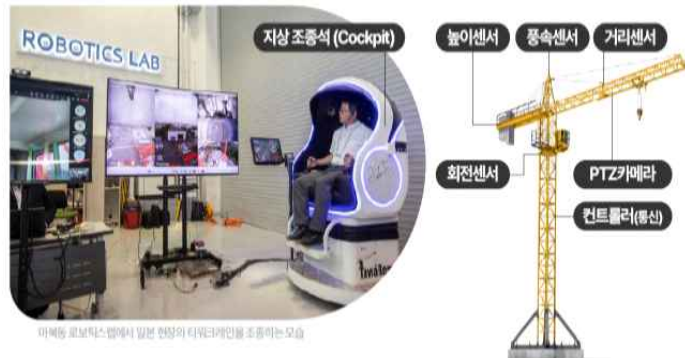 ROBOTICS LAB
지상 조종석 (Cockpit)
높이센서
풍속센서
거리센서
회전센서
PTZ카메라
컨트롤러(통신)
마북동 로보틱스랩에서 일본 현장의 타워크레인을 조종하는 모습